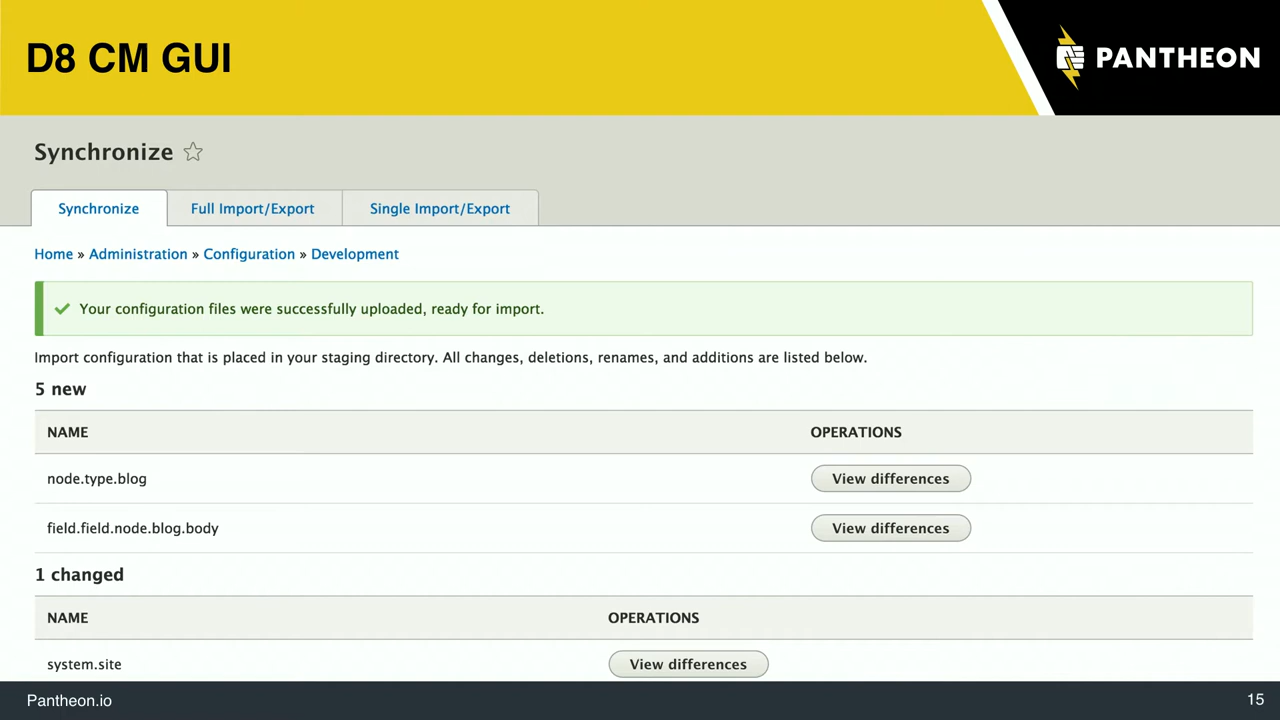 D8 CM GUI
PANTHEON
Synchronize
Synchronize
Full Import/Export
Single Import/Export
Home » Administration » Configuration » Development
Your configuration files were successfully uploaded, ready for import.
Import configuration that is placed in your staging directory. All changes, deletions, renames, and additions are listed below.
5 new
NAME OPERATIONS
node.type.blog View differences
field.field.node.blog.body View differences
1 changed
NAME OPERATIONS
system.site View differences
Pantheon.io 15